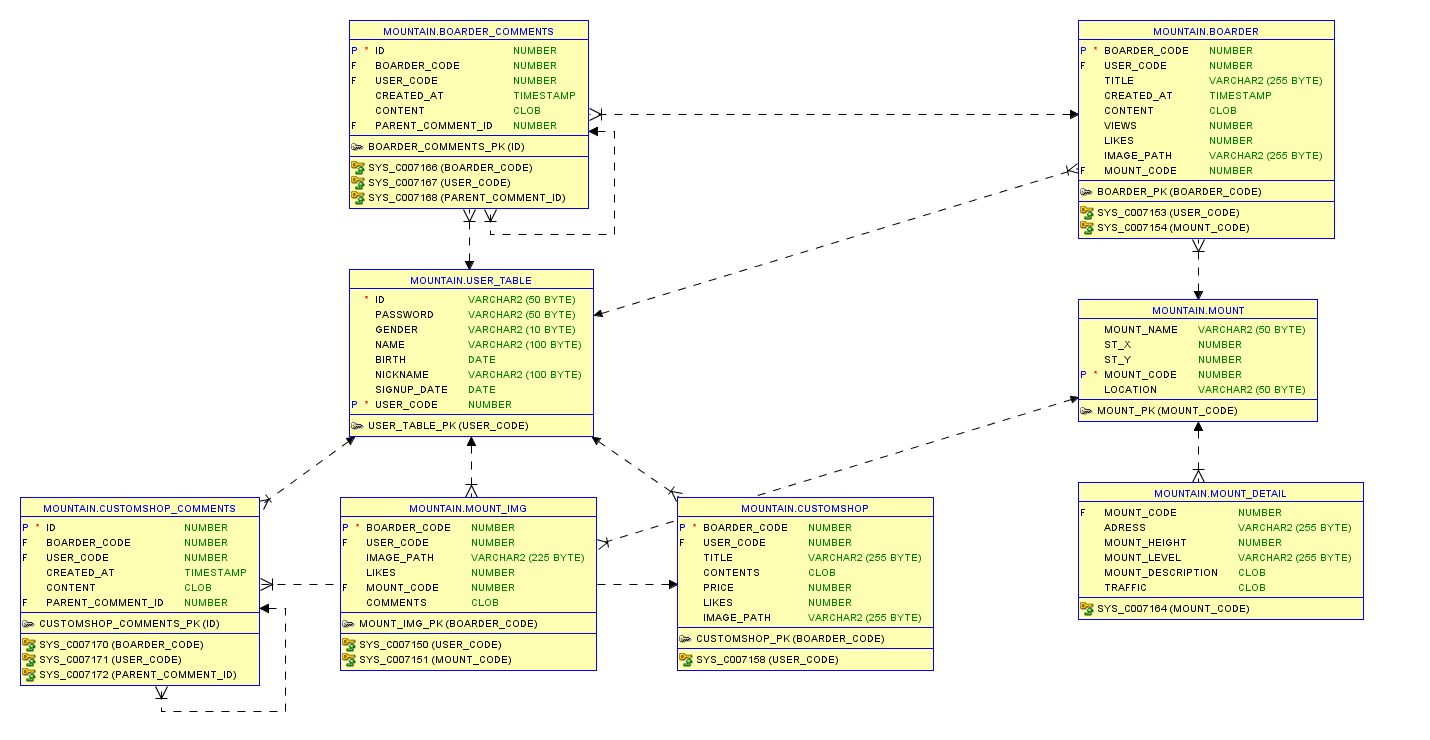 MOUNTAIN.BOARDER_COMMENTS
P * ID NUMBER
F BOARDER_CODE NUMBER
F USER_CODE NUMBER
CREATED_AT TIMESTAMP
CONTENT CLOB
F PARENT_COMMENT_ID NUMBER
BOARDER_COMMENTS_PK (ID)
SYS_C007166 (BOARDER_CODE)
SYS_C007167 (USER_CODE)
SYS_C007168 (PARENT_COMMENT_ID)
MOUNTAIN.BOARDER
P * BOARDER_CODE NUMBER
F USER_CODE NUMBER
TITLE VARCHAR2 (255 BYTE)
CREATED_AT TIMESTAMP
CONTENT CLOB
VIEWS NUMBER
LIKES NUMBER
IMAGE_PATH VARCHAR2 (255 BYTE)
F MOUNT_CODE NUMBER
BOARDER_PK (BOARDER_CODE)
SYS_C007153 (USER_CODE)
SYS_C007154 (MOUNT_CODE)
MOUNTAIN.USER_TABLE
* ID VARCHAR2 (50 BYTE)
PASSWORD VARCHAR2 (50 BYTE)
GENDER VARCHAR2 (10 BYTE)
NAME VARCHAR2 (100 BYTE)
BIRTH DATE
NICKNAME VARCHAR2 (100 BYTE)
SIGNUP_DATE DATE
P * USER_CODE NUMBER
USER_TABLE_PK (USER_CODE)
MOUNTAIN.MOUNT
MOUNT_NAME VARCHAR2 (50 BYTE)
ST_X NUMBER
ST_Y NUMBER
P * MOUNT_CODE NUMBER
LOCATION VARCHAR2 (50 BYTE)
MOUNT_PK (MOUNT_CODE)
MOUNTAIN.CUSTOMSHOP_COMMENTS
P * ID NUMBER
F BOARDER_CODE NUMBER
F USER_CODE NUMBER
CREATED_AT TIMESTAMP
CONTENT CLOB
F PARENT_COMMENT_ID NUMBER
CUSTOMSHOP_COMMENTS_PK (ID)
SYS_C007170 (BOARDER_CODE)
SYS_C007171 (USER_CODE)
SYS_C007172 (PARENT_COMMENT_ID)
MOUNTAIN.MOUNT_IMG
P * BOARDER_CODE NUMBER
F USER_CODE NUMBER
IMAGE_PATH VARCHAR2 (225 BYTE)
LIKES NUMBER
F MOUNT_CODE NUMBER
COMMENTS CLOB
MOUNT_IMG_PK (BOARDER_CODE)
SYS_C007150 (USER_CODE)
SYS_C007151 (MOUNT_CODE)
MOUNTAIN.CUSTOMSHOP
P * BOARDER_CODE NUMBER
F USER_CODE NUMBER
TITLE VARCHAR2 (255 BYTE)
CONTENTS CLOB
PRICE NUMBER
LIKES NUMBER
IMAGE_PATH VARCHAR2 (255 BYTE)
CUSTOMSHOP_PK (BOARDER_CODE)
SYS_C007158 (USER_CODE)
MOUNTAIN.MOUNT_DETAIL
F MOUNT_CODE NUMBER
ADRESS VARCHAR2 (255 BYTE)
MOUNT_HEIGHT NUMBER
MOUNT_LEVEL VARCHAR2 (255 BYTE)
MOUNT_DESCRIPTION CLOB
TRAFFIC CLOB
SYS_C007164 (MOUNT_CODE)